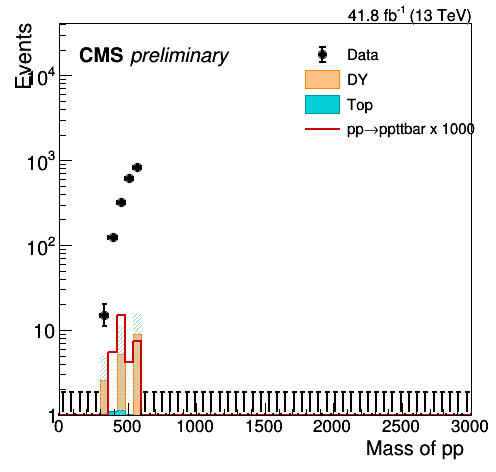 41.8 fb⁻¹ (13 TeV)
Events
CMS preliminary
Data
DY
Top
pp→ppttbar x 1000
10⁴
10³
10²
10
1
0 500 1000 1500 2000 2500 3000
Mass of pp